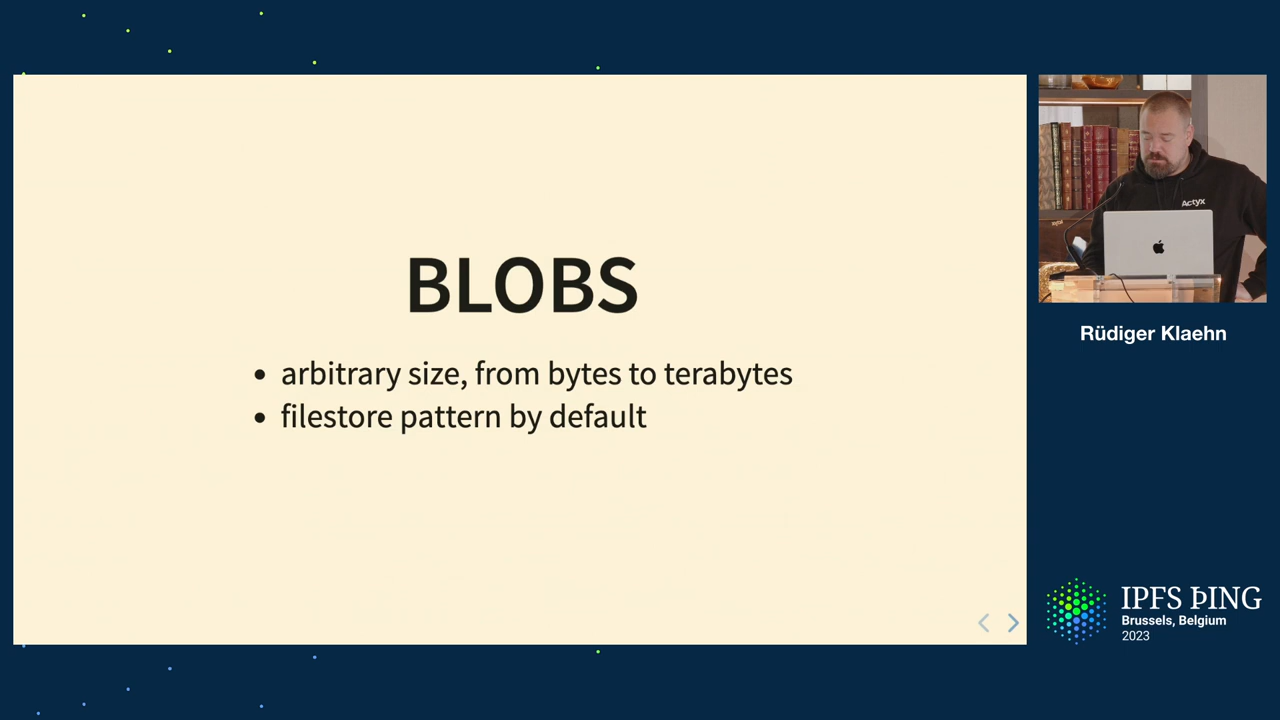 BLOBS
• arbitrary size, from bytes to terabytes
• filestore pattern by default
Actyx
Rüdiger Klaehn
IPFS ÞING
Brussels, Belgium
2023